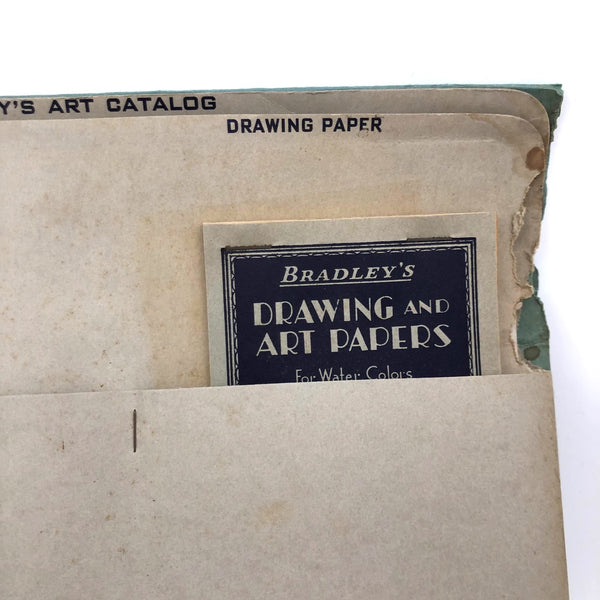 Y'S ART CATALOG
DRAWING PAPER
BRADLEY'S
DRAWING AND
ART PAPERS
For Water Colors